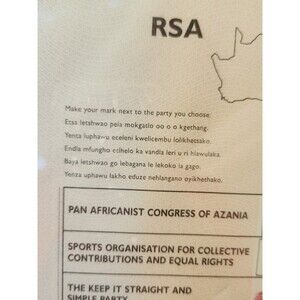 RSA
Make your mark next to the party you choose:
Etsa letshwao pela mokgatlo oo o o kgethang.
Yenta luphawu eceleni kwelicembu lolikhettsako.
Endla mfungho etlhelo ka vandla leri u ri hlawulaka.
Baya letshwao go lebagana le lekoko la gago.
Yenza uphawu lakho eduze nehlangano oyikhethako.
PAN AFRICANIST CONGRESS OF AZANIA
SPORTS ORGANISATION FOR COLLECTIVE
CONTRIBUTIONS AND EQUAL RIGHTS
THE KEEP IT STRAIGHT AND
SIMPLE PARTY